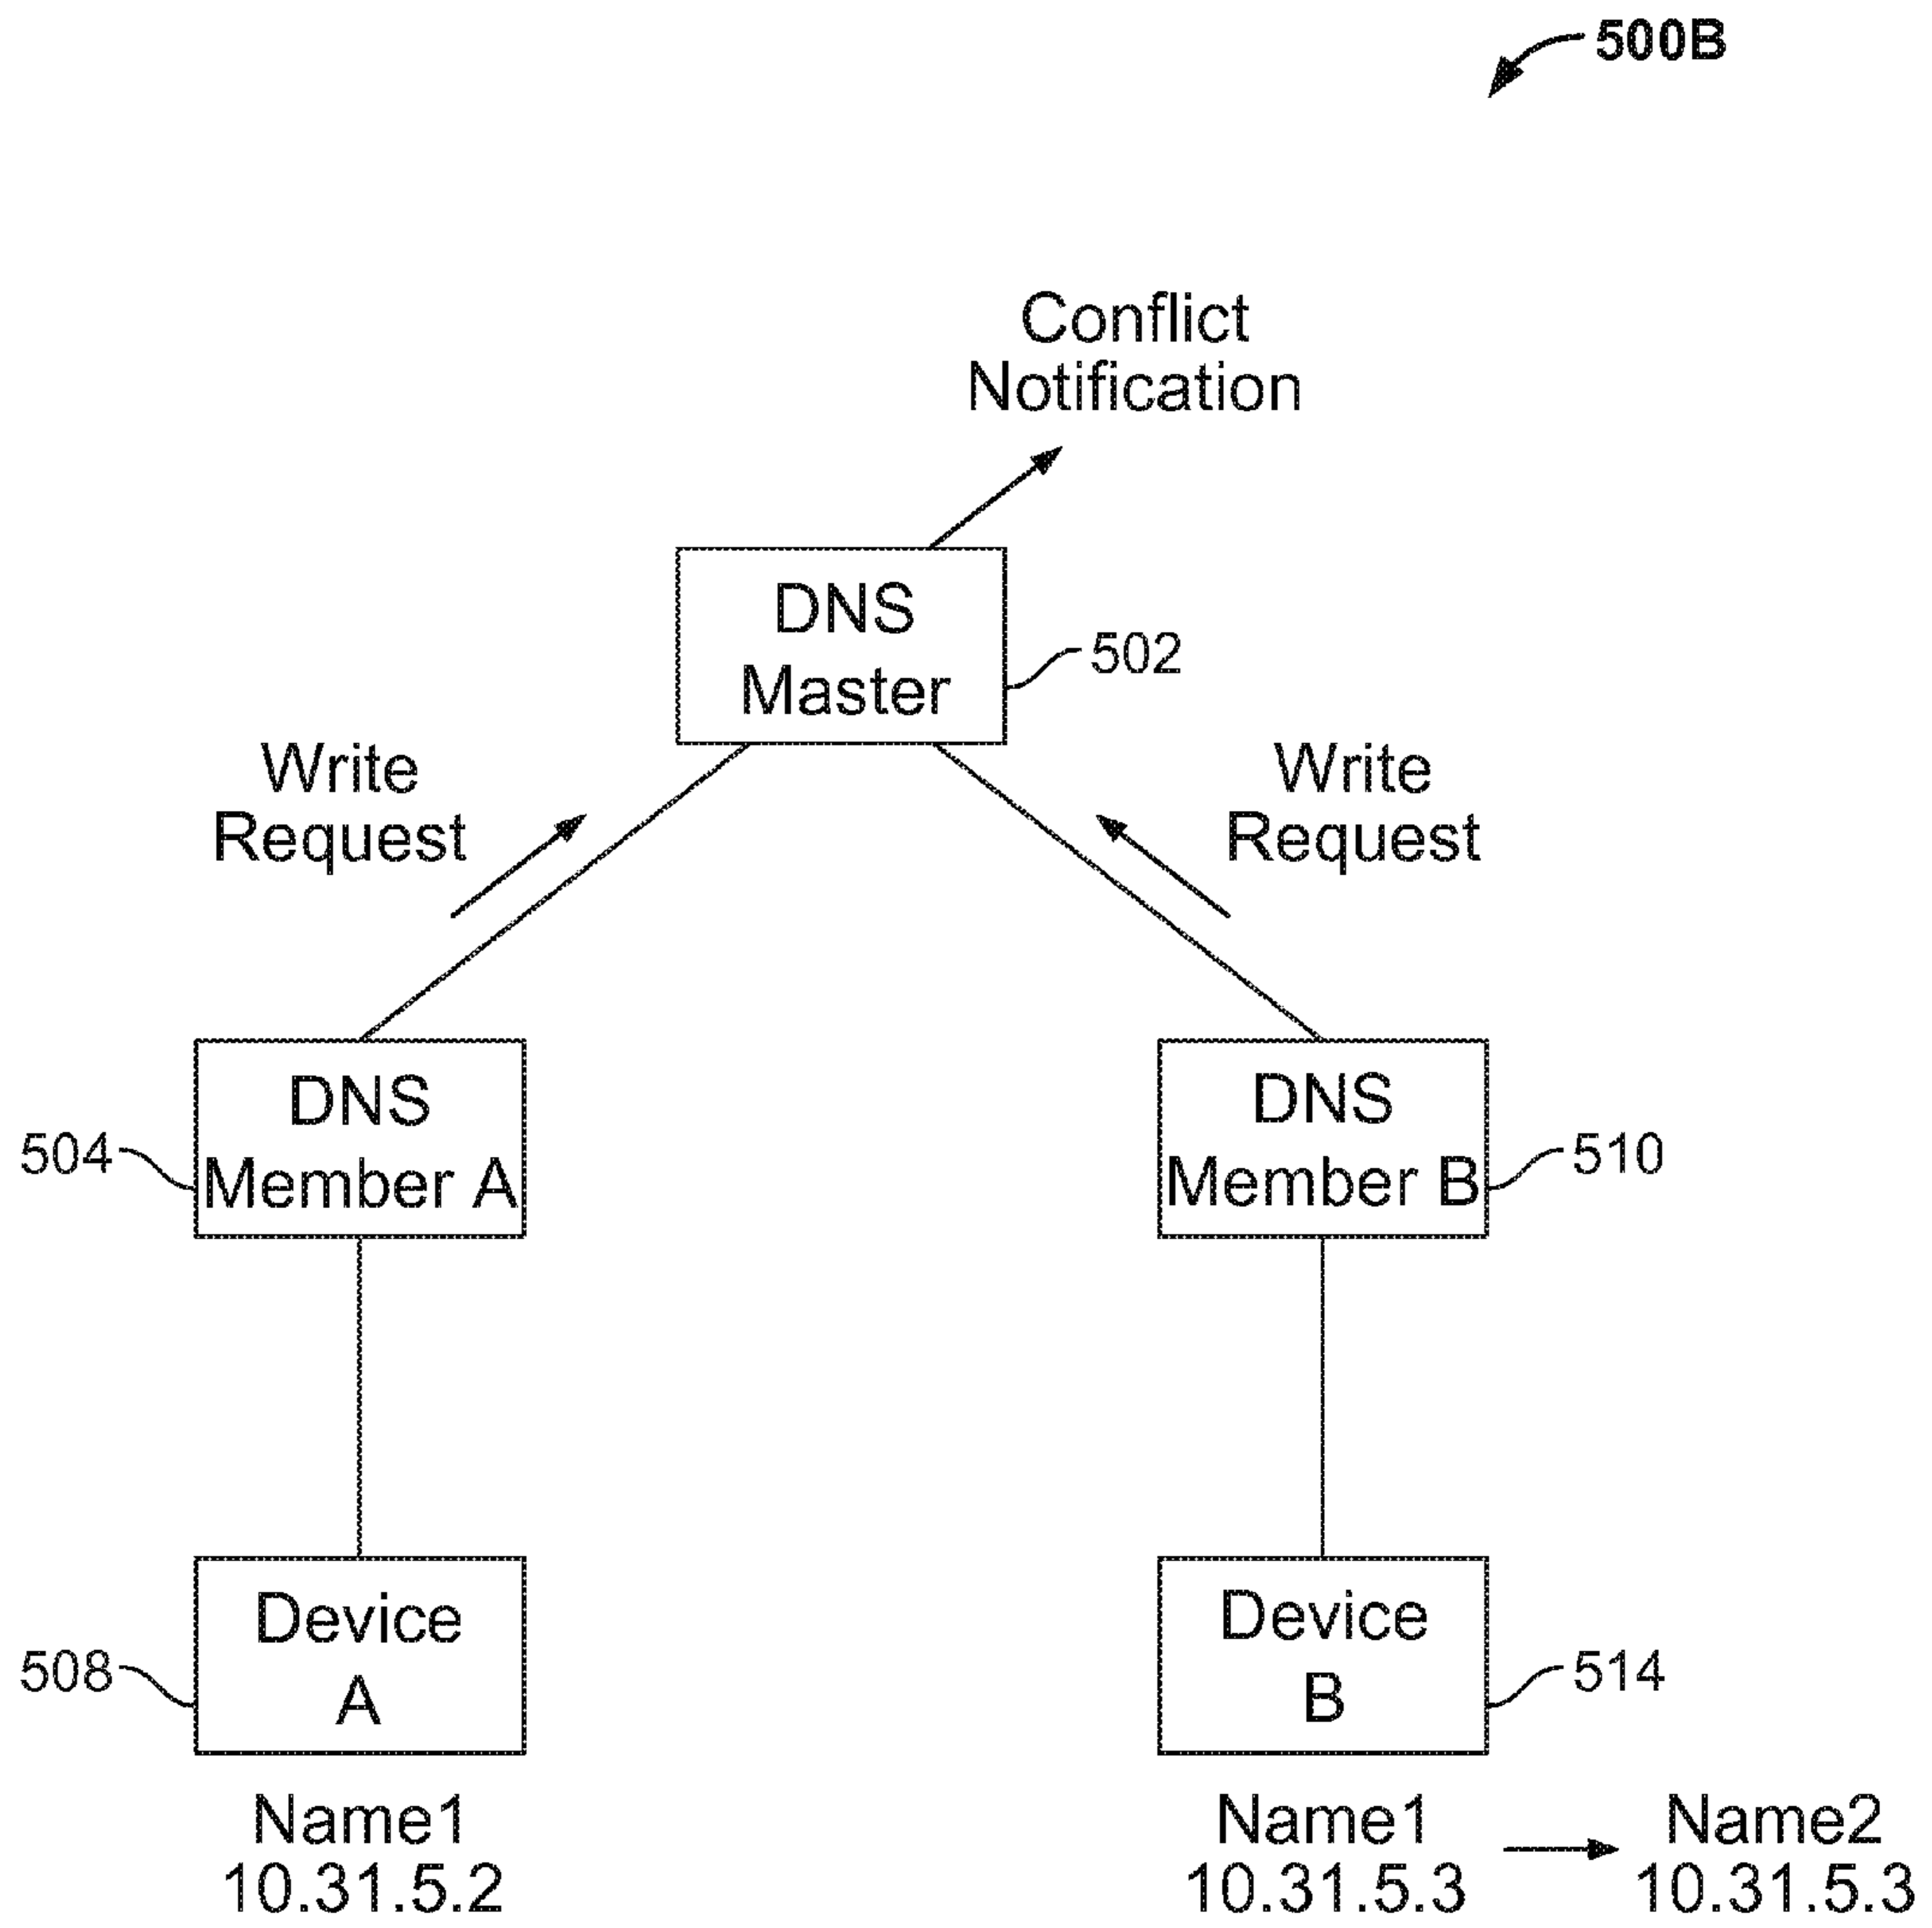 500B
Conflict
Notification
DNS
Master
502
Write
Request
Write
Request
DNS
Member A
504
DNS
Member B
510
Device
A
508
Device
B
514
Name1
10.31.5.2
Name1
10.31.5.3
Name2
10.31.5.3